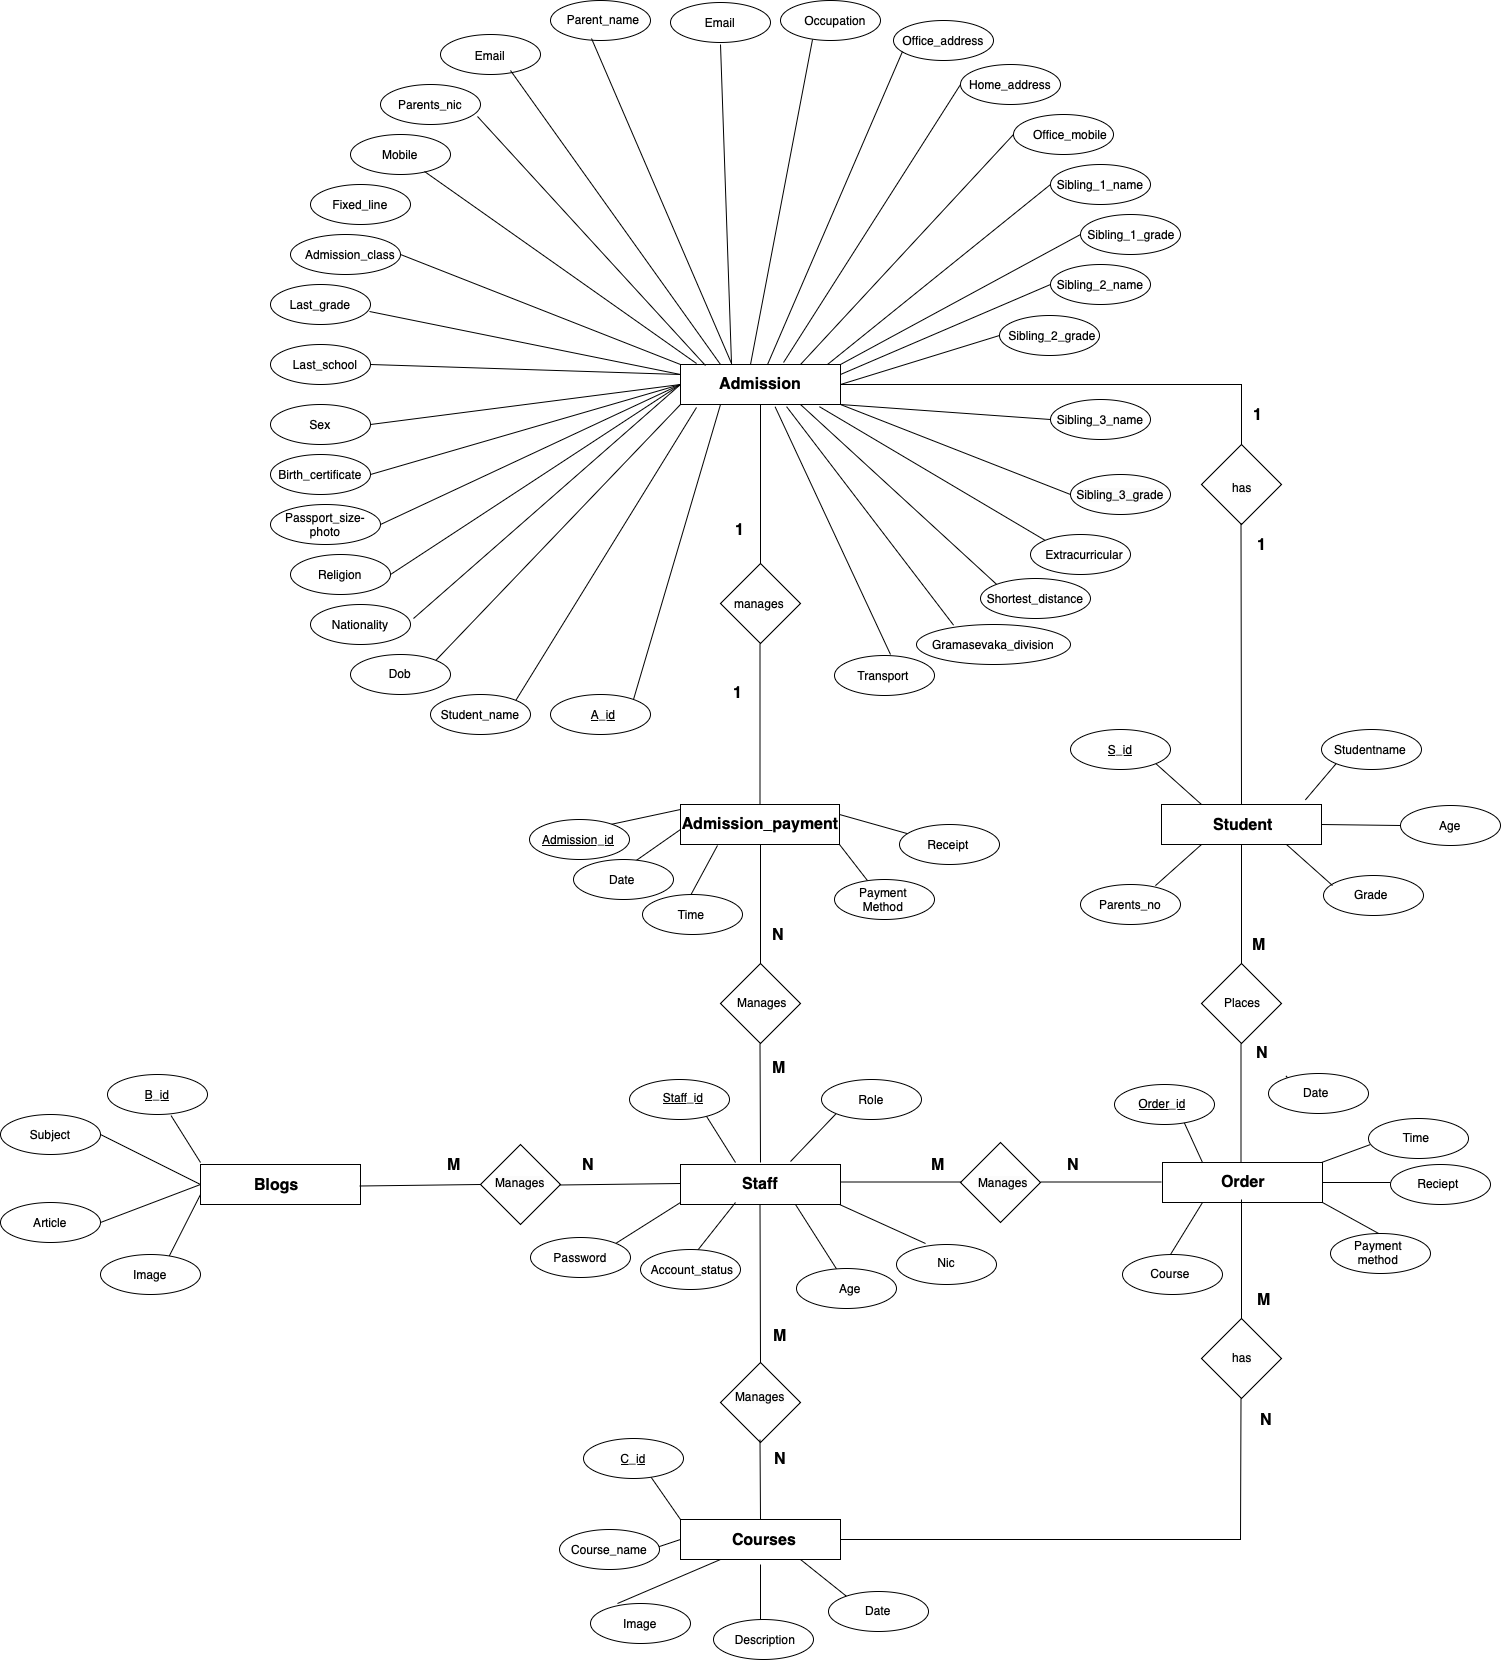 Parent_name
Email
Occupation
Office_address
Email
Home_address
Parents_nic
Office_mobile
Mobile
Sibling_1_name
Fixed_line
Sibling_1_grade
Admission_class
Sibling_2_name
Last_grade
Sibling_2_grade
Last_school
Admission
1
Sibling_3_name
Sex
Birth_certificate
has
Sibling_3_grade
Passport_size-
photo
1
1
Extracurricular
Religion
manages
Shortest_distance
Nationality
Gramasevaka_division
Dob
Transport
1
Student_name
A_id
S_id
Studentname
Admission_payment
Student
Age
Admission_id
Receipt
Date
Payment
Method
Time
Parents_no
Grade
N
M
Manages
Places
N
M
B_id
Staff_id
Role
Order_id
Date
Subject
Time
M
N
M
N
Blogs
Manages
Staff
Manages
Order
Reciept
Article
Password
Account_status
Nic
Payment
method
Image
Age
Course
M
M
has
Manages
N
N
C_id
Courses
Course_name
Image
Description
Date